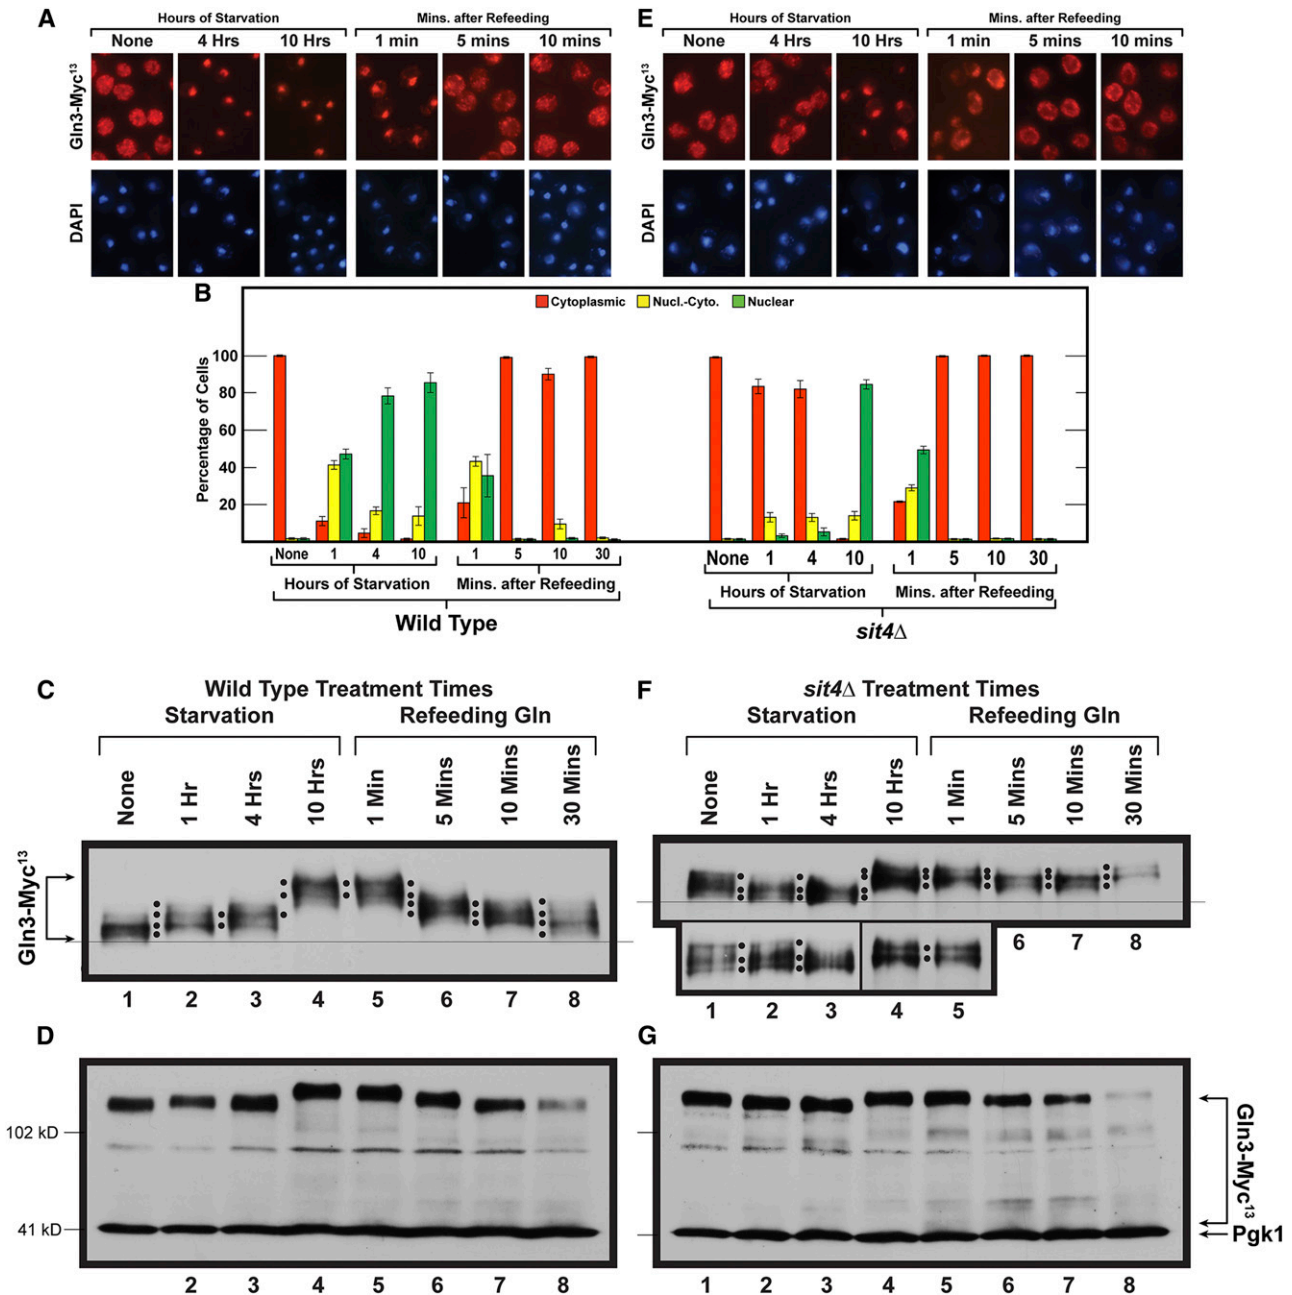 A
Hours of Starvation
Mins. after Refeeding
None 4 Hrs 10 Hrs 1 min 5 mins 10 mins
Gln3-Myc13
DAPI
E
Hours of Starvation
Mins. after Refeeding
None 4 Hrs 10 Hrs 1 min 5 mins 10 mins
Gln3-Myc13
DAPI
B
Cytoplasmic Nucl.-Cyto. Nuclear
Percentage of Cells
100
80
60
40
20
None 1 4 10 1 5 10 30
None 1 4 10 1 5 10 30
Hours of Starvation Mins. after Refeeding
Hours of Starvation Mins. after Refeeding
Wild Type
sit4Δ
C
Wild Type Treatment Times
Starvation Refeeding Gln
None 1 Hr 4 Hrs 10 Hrs 1 Min 5 Mins 10 Mins 30 Mins
Gln3-Myc13
1 2 3 4 5 6 7 8
F
sit4Δ Treatment Times
Starvation Refeeding Gln
None 1 Hr 4 Hrs 10 Hrs 1 Min 5 Mins 10 Mins 30 Mins
6 7 8
1 2 3 4 5
D
102 kD
41 kD
2 3 4 5 6 7 8
G
Gln3-Myc13
Pgk1
1 2 3 4 5 6 7 8